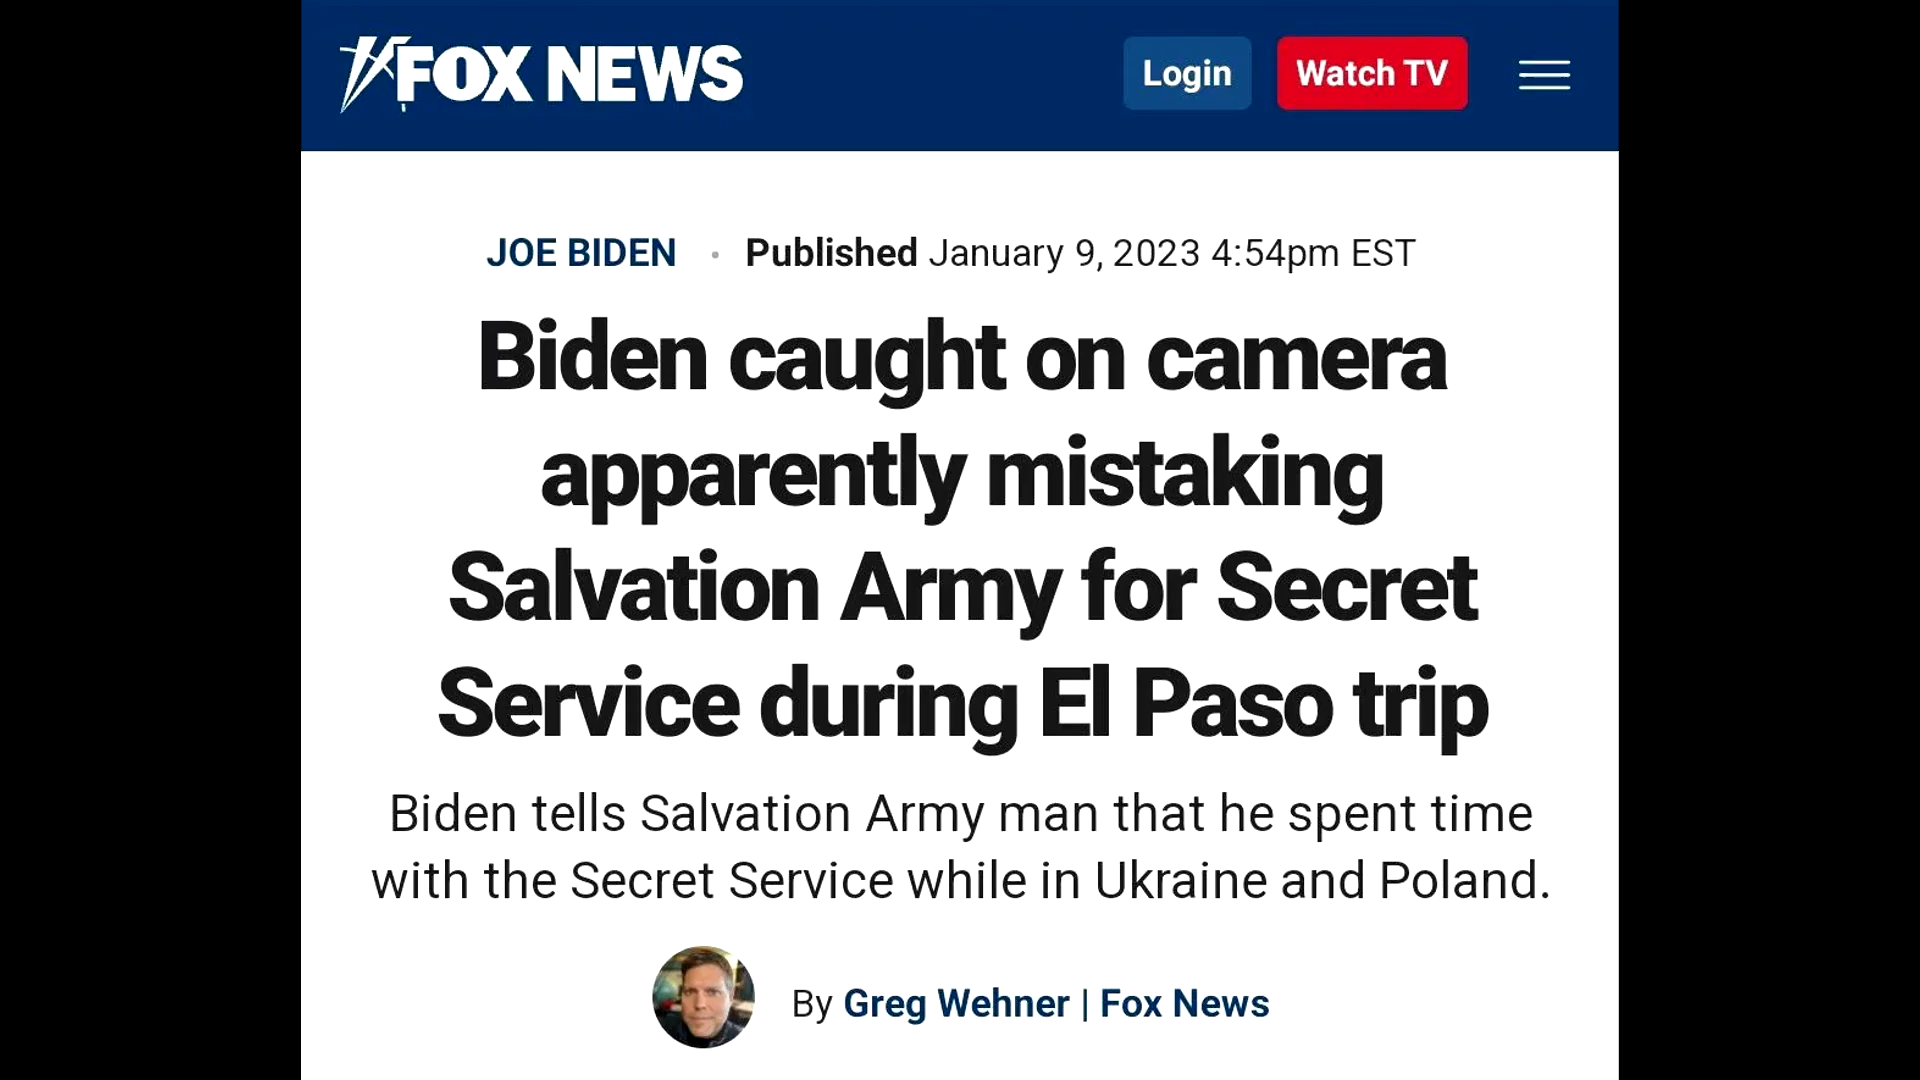 FOX NEWS
Login
Watch TV
JOE BIDEN • Published January 9, 2023 4:54pm EST
Biden caught on camera
apparently mistaking
Salvation Army for Secret
Service during El Paso trip
Biden tells Salvation Army man that he spent time
with the Secret Service while in Ukraine and Poland.
By Greg Wehner | Fox News